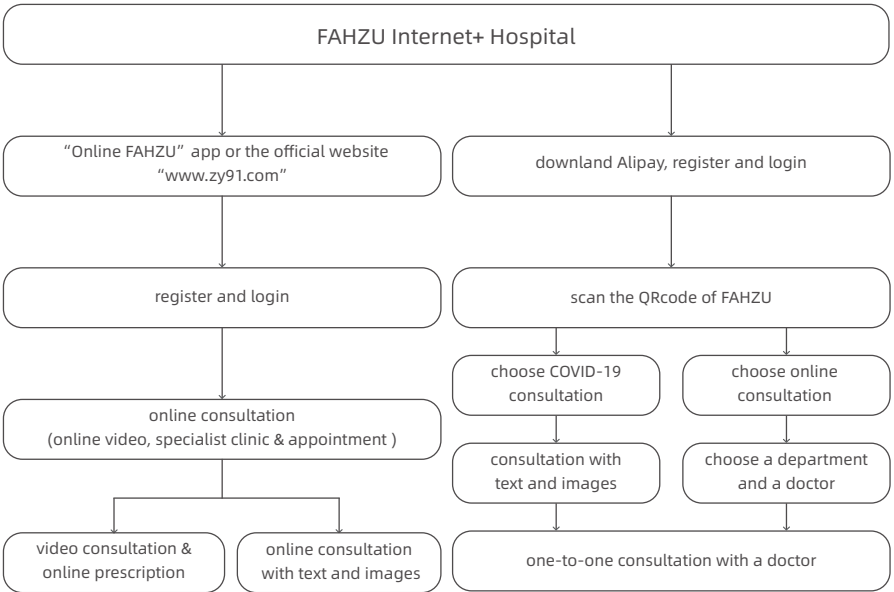 FAHZU Internet+ Hospital
“Online FAHZU” app or the official website
“www.zy91.com”
downland Alipay, register and login
register and login
scan the QRcode of FAHZU
choose COVID-19
consultation
choose online
consultation
online consultation
(online video, specialist clinic & appointment )
consultation with
text and images
choose a department
and a doctor
video consultation &
online prescription
online consultation
with text and images
one-to-one consultation with a doctor